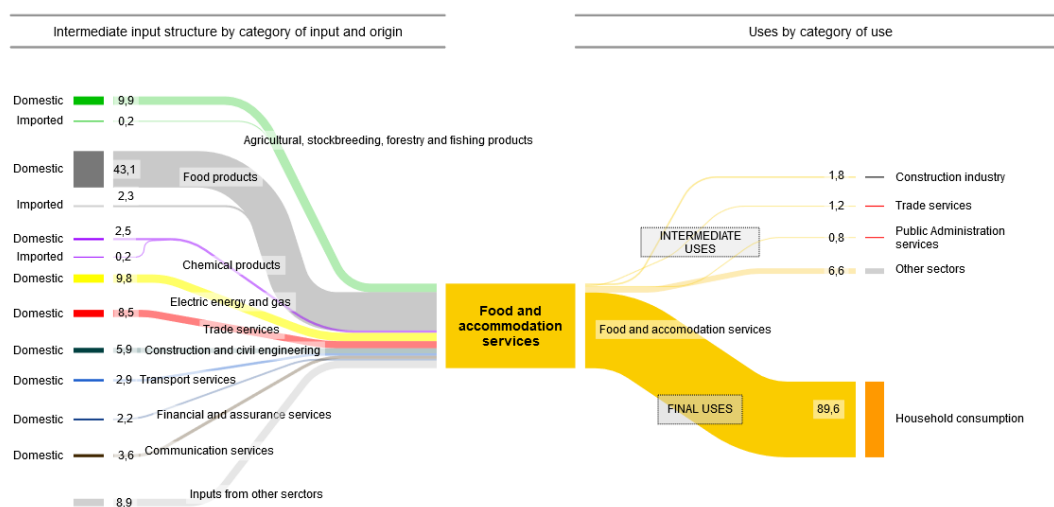 Intermediate input structure by category of input and origin
Uses by category of use
Domestic 9,9
Imported 0,2
Agricultural, stockbreeding, forestry and fishing products
Domestic 43,1
Food products
Imported 2,3
Domestic 2,5
Imported 0,2
Chemical products
Domestic 9,8
Electric energy and gas
Domestic 8,5
Trade services
Domestic 5,9 Construction and civil engineering
Domestic 2,9 Transport services
Domestic 2,2 Financial and assurance services
Domestic 3,6 Communication services
8,9 Inputs from other serctors
Food and
accommodation
services
1,8 Construction industry
1,2 Trade services
INTERMEDIATE
USES
0,8 Public Administration
services
6,6 Other sectors
Food and accomodation services
FINAL USES
89,6 Household consumption